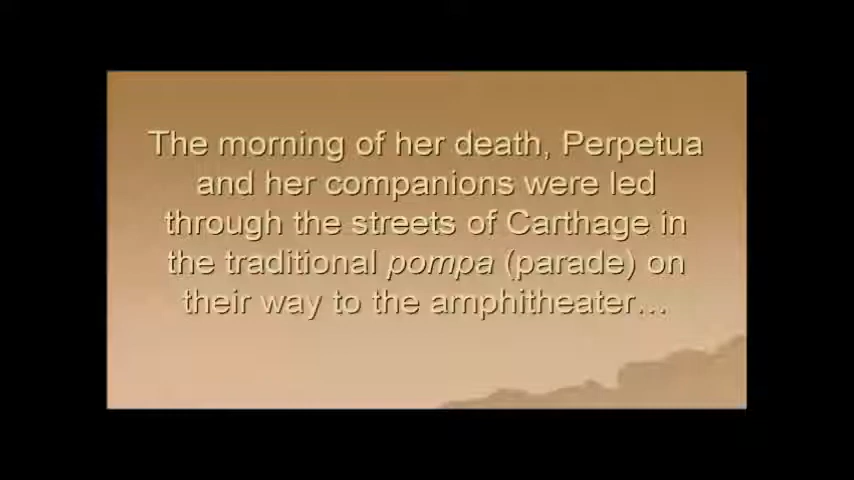 The morning of her death, Perpetua
and her companions were led
through the streets of Carthage in
the traditional pompa (parade) on
their way to the amphitheater...